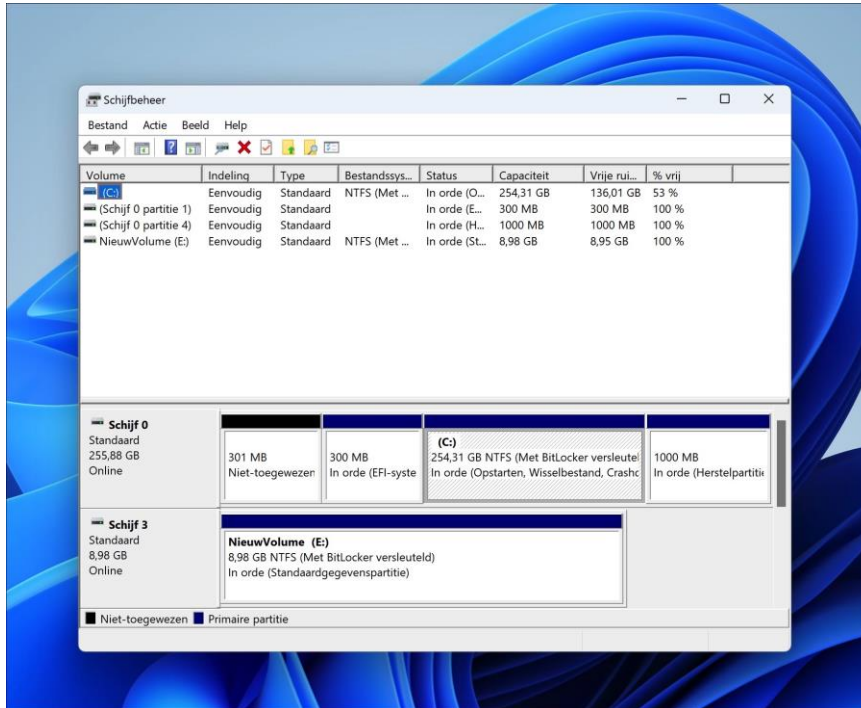 Schijfbeheer
Bestand Actie Beeld Help
Volume Indeling Type Bestandssys... Status Capaciteit Vrije rui... % vrij
(C:) Eenvoudig Standaard NTFS (Met ... In orde (O... 254,31 GB 136,01 GB 53 %
(Schijf 0 partitie 1) Eenvoudig Standaard In orde (E... 300 MB 300 MB 100 %
(Schijf 0 partitie 4) Eenvoudig Standaard In orde (H... 1000 MB 1000 MB 100 %
NieuwVolume (E:) Eenvoudig Standaard NTFS (Met ... In orde (St... 8,98 GB 8,95 GB 100 %
Schijf 0
Standaard
255,88 GB
Online
301 MB
Niet-toegewezen
300 MB
In orde (EFI-syste
(C:)
254,31 GB NTFS (Met BitLocker versleutel
In orde (Opstarten, Wisselbestand, Crashc
1000 MB
In orde (Herstelpartitie
Schijf 3
Standaard
8,98 GB
Online
NieuwVolume (E:)
8,98 GB NTFS (Met BitLocker versleuteld)
In orde (Standaardgegevenspartitie)
Niet-toegewezen Primaire partitie